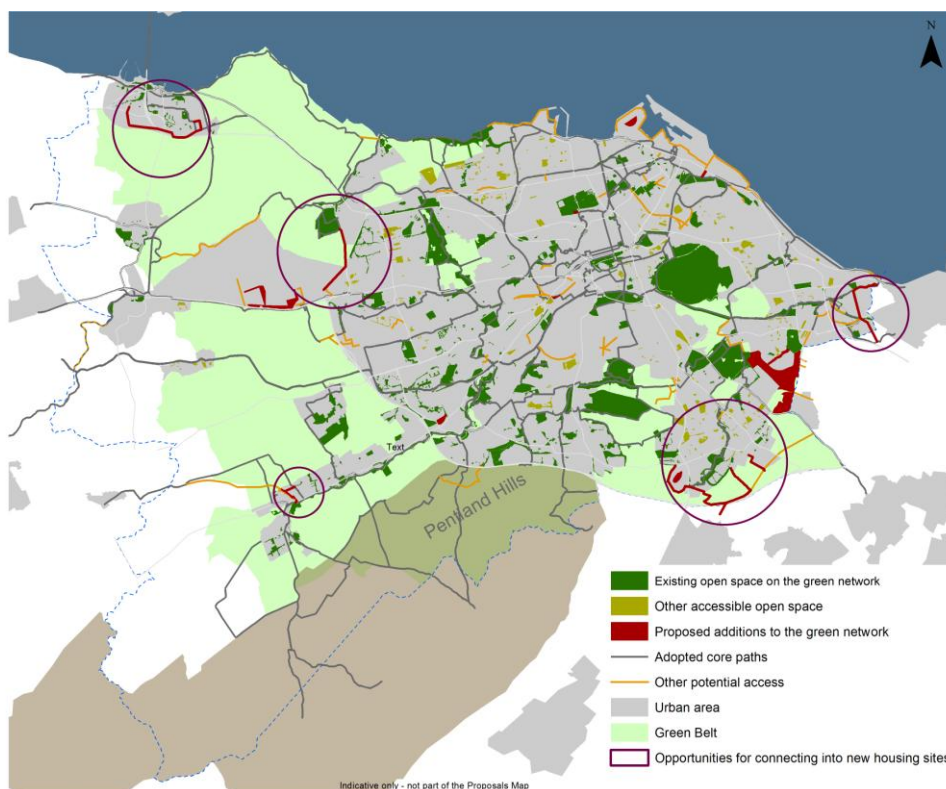 N
Text
Pentland Hills
Existing open space on the green network
Other accessible open space
Proposed additions to the green network
Adopted core paths
Other potential access
Urban area
Green Belt
Opportunities for connecting into new housing sites
Indicative only - not part of the Proposals Map